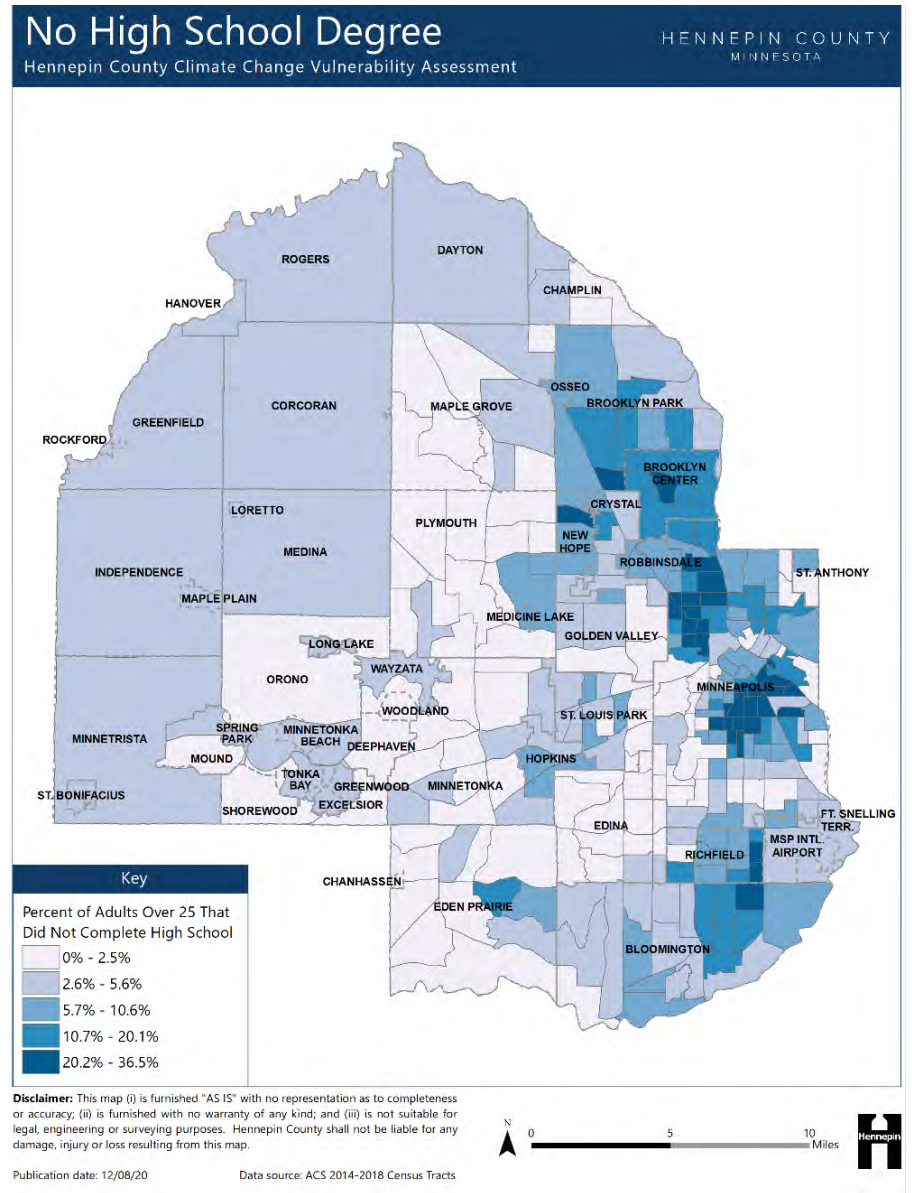 No High School Degree
Hennepin County Climate Change Vulnerability Assessment
HENNEPIN COUNTY
MINNESOTA
DAYTON
ROGERS
CHAMPLIN
HANOVER
OSSEO
CORCORAN
MAPLE GROVE
BROOKLYN PARK
GREENFIELD
ROCKFORD
BROOKLYN
CENTER
CRYSTAL
LORETTO
PLYMOUTH
NEW
HOPE
MEDINA
ROBBINSDALE
INDEPENDENCE
ST. ANTHONY
MAPLE PLAIN
MEDICINE LAKE
GOLDEN VALLEY
LONG LAKE
WAYZATA
ORONO
MINNEAPOLIS
WOODLAND
ST. LOUIS PARK
SPRING
PARK
MINNETONKA
BEACH
MINNETRISTA
DEEPHAVEN
MOUND
HOPKINS
TONKA
BAY
GREENWOOD
MINNETONKA
ST. BONIFACIUS
EXCELSIOR
SHOREWOOD
FT. SNELLING
TERR.
EDINA
MSP INTL.
AIRPORT
RICHFIELD
CHANHASSEN
EDEN PRAIRIE
BLOOMINGTON
Key
Percent of Adults Over 25 That
Did Not Complete High School
0% - 2.5%
2.6% - 5.6%
5.7% - 10.6%
10.7% - 20.1%
20.2% - 36.5%
Disclaimer: This map (i) is furnished "AS IS" with no representation as to completeness
or accuracy; (ii) is furnished with no warranty of any kind; and (iii) is not suitable for
legal, engineering or surveying purposes. Hennepin County shall not be liable for any
damage, injury or loss resulting from this map.
Publication date: 12/08/20
Data source: ACS 2014-2018 Census Tracts
N
0 5 10
Miles
Hennepin